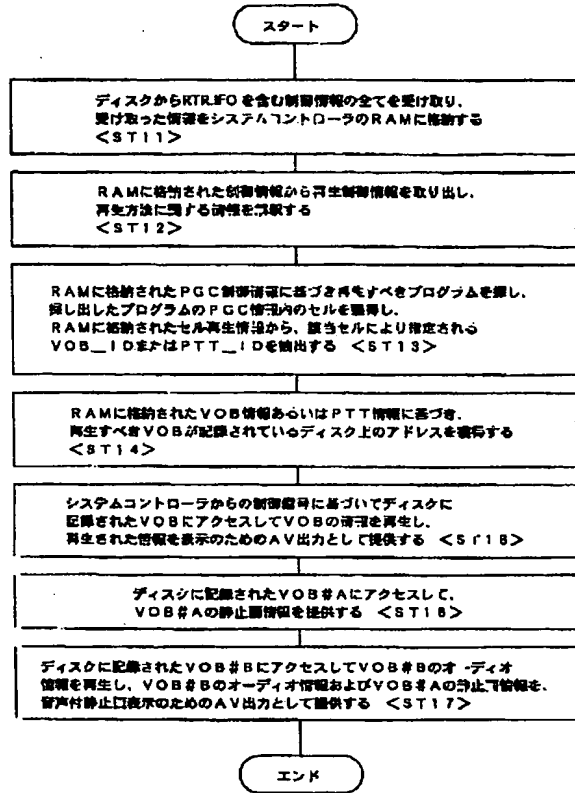 スタート
ディスクからRTR.IFOを含む制御情報の全てを受け取り、
受け取った情報をシステムコントローラのRAMに格納する
<ST11>
RAMに格納された制御情報から再生制御情報を取り出し、
再生方法に関する情報を解釈する
<ST12>
RAMに格納されたPGC制御情報に基づき再生すべきプログラムを探し、
探し出したプログラムのPGC情報内のセルを獲得し、
RAMに格納されたセル再生情報から、該当セルにより指定される
VOB_IDまたはPTT_IDを抽出する <ST13>
RAMに格納されたVOB情報あるいはPTT情報に基づき、
再生すべきVOBが記録されているディスク上のアドレスを獲得する
<ST14>
システムコントローラからの制御信号に基づいてディスクに
記録されたVOBにアクセスしてVOBの情報を再生し、
再生された情報を表示のためのAV出力として提供する
ディスクに記録されたVOB#Aにアクセスして、
VOB#Aの静止画情報を提供する <ST16>
ディスクに記録されたVOB#BにアクセスしてVOB#Bのオーディオ
情報を再生し、VOB#Bのオーディオ情報およびVOB#Aの静止画情報を、
音声付静止画表示のためのAV出力として提供する <ST17>
エンド